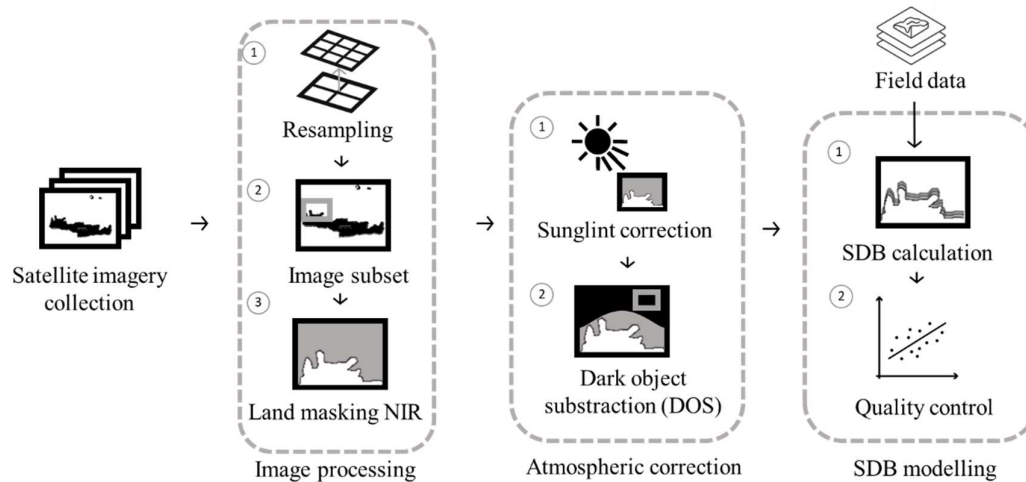 Satellite imagery
collection
1
Resampling
2
Image subset
3
Land masking NIR
Image processing
1
Sunglint correction
2
Dark object
substraction (DOS)
Atmospheric correction
Field data
1
SDB calculation
2
Quality control
SDB modelling